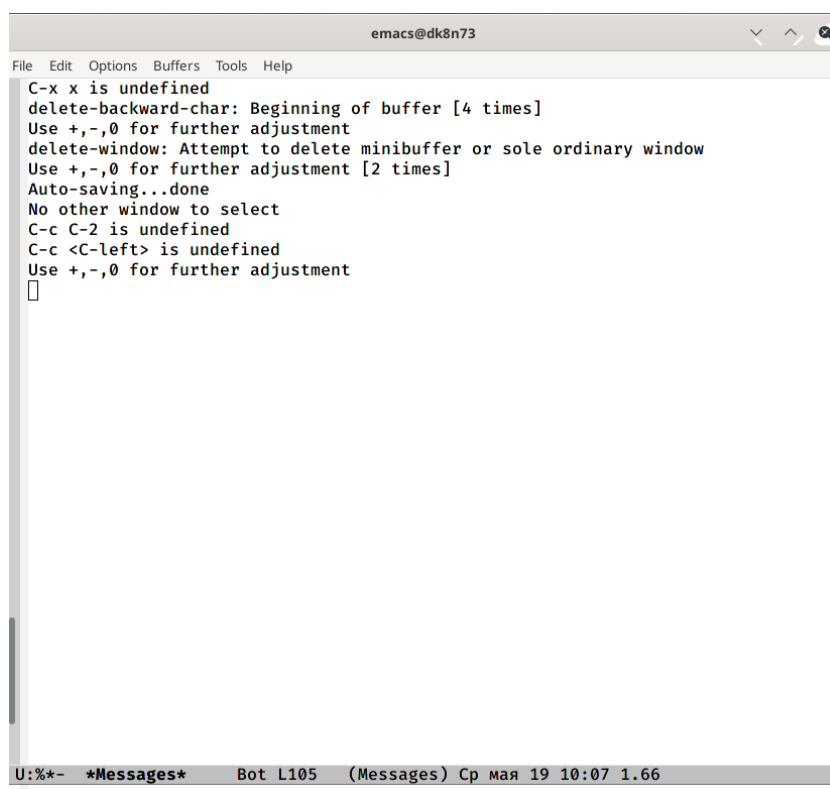 emacs@dk8n73
File Edit Options Buffers Tools Help
C-x x is undefined
delete-backward-char: Beginning of buffer [4 times]
Use +,-,0 for further adjustment
delete-window: Attempt to delete minibuffer or sole ordinary window
Use +,-,0 for further adjustment [2 times]
Auto-saving...done
No other window to select
C-c C-2 is undefined
C-c <C-left> is undefined
Use +,-,0 for further adjustment
U:%*- *Messages* Bot L105 (Messages) Ср мая 19 10:07 1.66